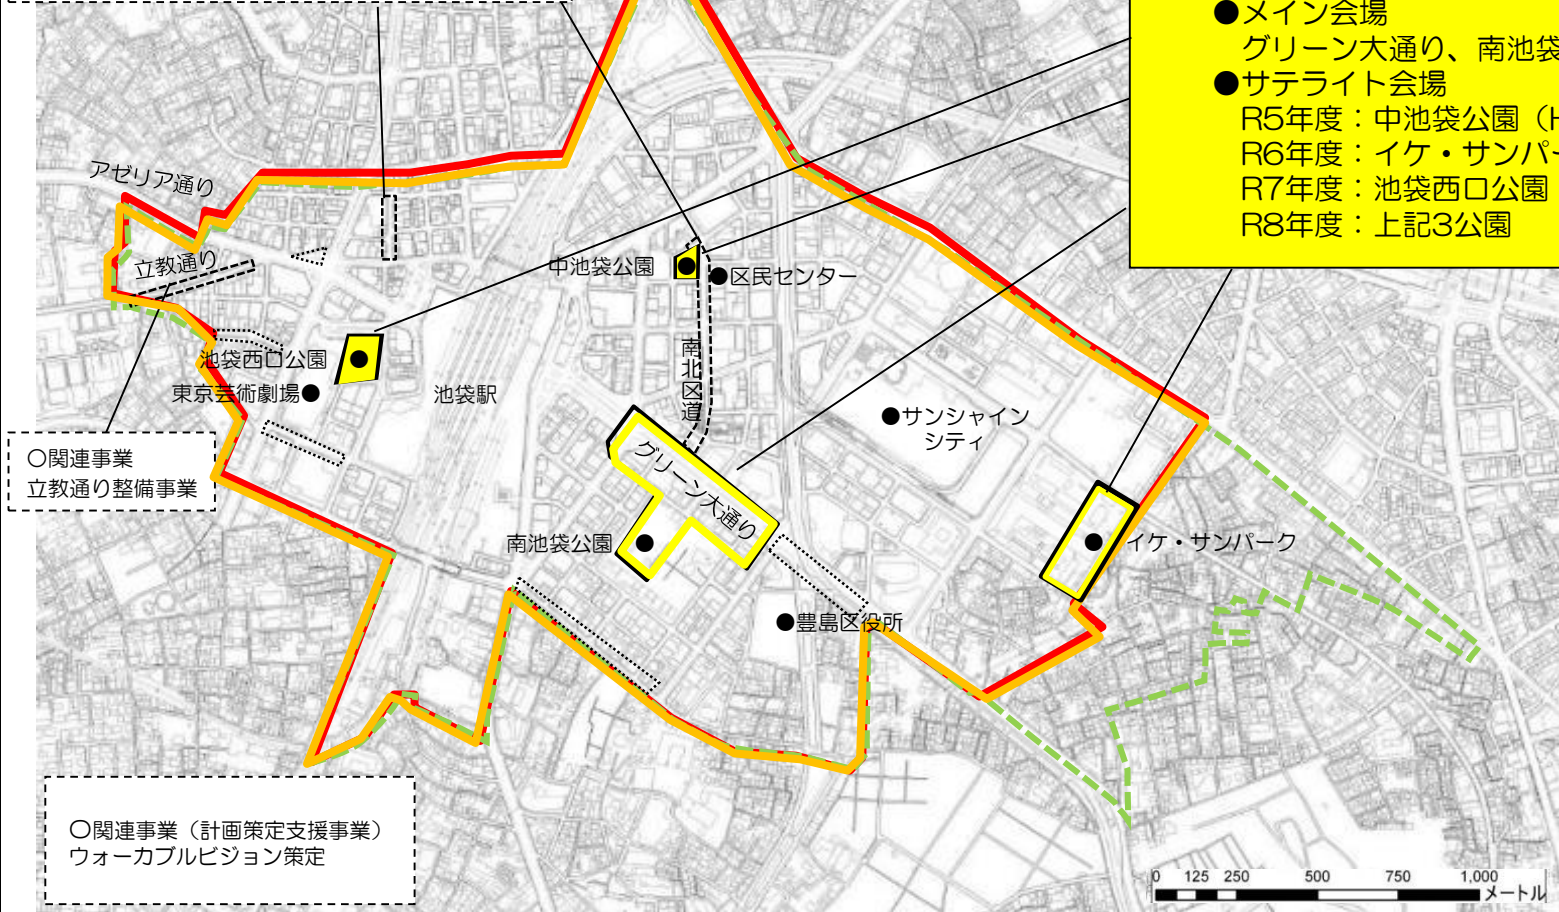 ●メイン会場
グリーン大通り、南池袋
●サテライト会場
R5年度：中池袋公園（H
R6年度：イケ・サンパー
R7年度：池袋西口公園
R8年度：上記3公園
アゼリア通り
立教通り
中池袋公園
●区民センター
池袋西口公園
東京芸術劇場●
池袋駅
南北区道
●サンシャイン
シティ
〇関連事業
立教通り整備事業
グリーン大通り
南池袋公園
イケ・サンパーク
●豊島区役所
〇関連事業（計画策定支援事業）
ウォーカブルビジョン策定
0 125 250 500 750 1,000
メートル